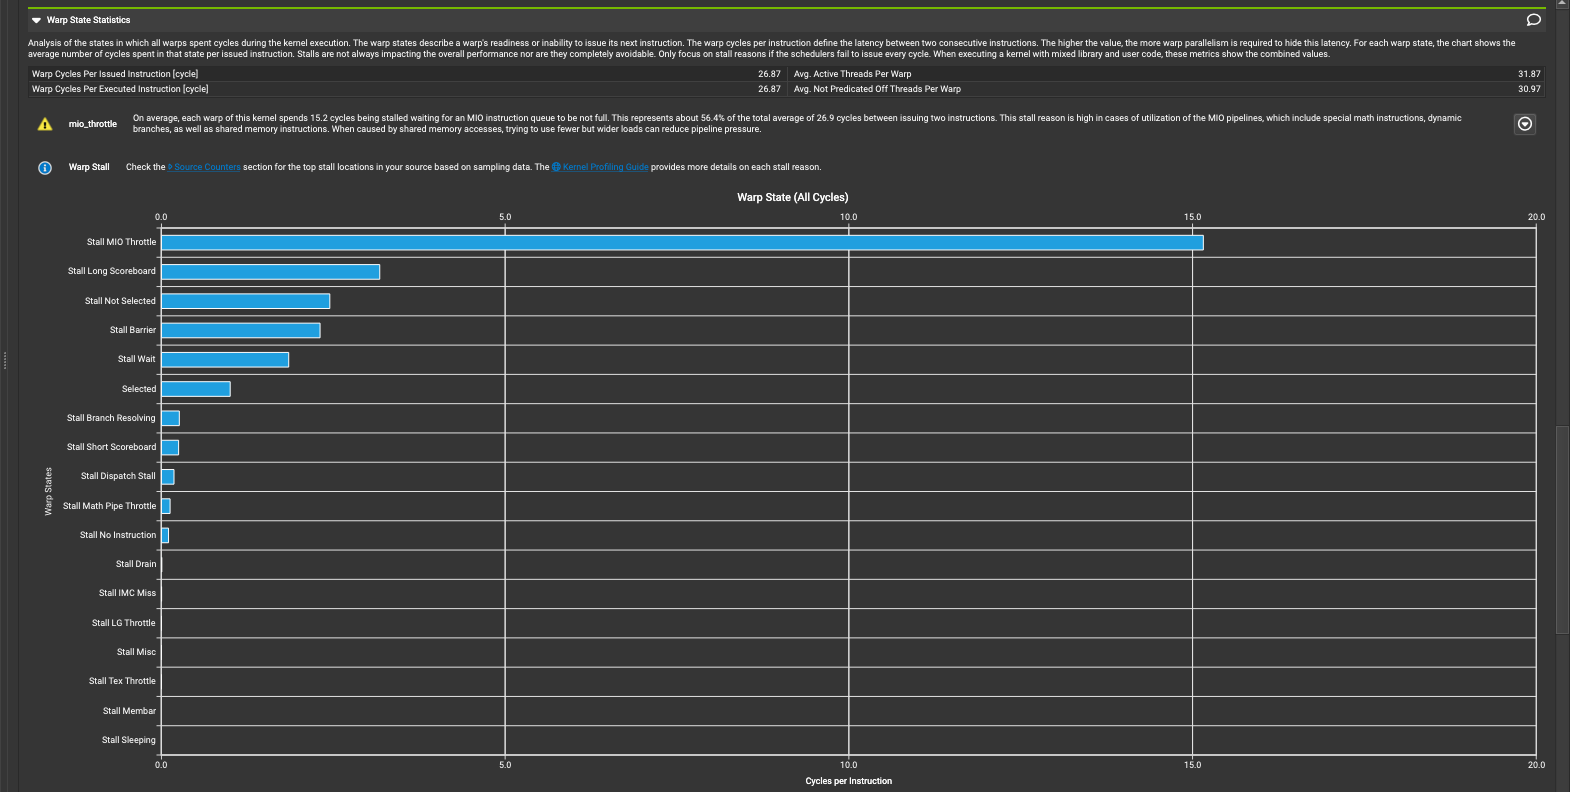 Warp State Statistics
Analysis of the states in which all warps spent cycles during the kernel execution. The warp states describe a warp's readiness or inability to issue its next instruction. The warp cycles per instruction define the latency between two consecutive instructions. The higher the value, the more warp parallelism is required to hide this latency. For each warp state, the chart shows the
average number of cycles spent in that state per issued instruction. Stalls are not always impacting the overall performance nor are they completely avoidable. Only focus on stall reasons if the schedulers fail to issue every cycle. When executing a kernel with mixed library and user code, these metrics show the combined values.
Warp Cycles Per Issued Instruction [cycle] 26.87 Avg. Active Threads Per Warp 31.87
Warp Cycles Per Executed Instruction [cycle] 26.87 Avg. Not Predicated Off Threads Per Warp 30.97
mio_throttle
On average, each warp of this kernel spends 15.2 cycles being stalled waiting for an MIO instruction queue to be not full. This represents about 56.4% of the total average of 26.9 cycles between issuing two instructions. This stall reason is high in cases of utilization of the MIO pipelines, which include special math instructions, dynamic
branches, as well as shared memory instructions. When caused by shared memory accesses, trying to use fewer but wider loads can reduce pipeline pressure.
Warp Stall Check the Source Counters section for the top stall locations in your source based on sampling data. The Kernel Profiling Guide provides more details on each stall reason.
Warp State (All Cycles)
0.0 5.0 10.0 15.0 20.0
Stall MIO Throttle
Stall Long Scoreboard
Stall Not Selected
Stall Barrier
Stall Wait
Selected
Stall Branch Resolving
Stall Short Scoreboard
Stall Dispatch Stall
Stall Math Pipe Throttle
Stall No Instruction
Stall Drain
Stall IMC Miss
Stall LG Throttle
Stall Misc
Stall Tex Throttle
Stall Membar
Stall Sleeping
Warp States
0.0 5.0 10.0 15.0 20.0
Cycles per Instruction